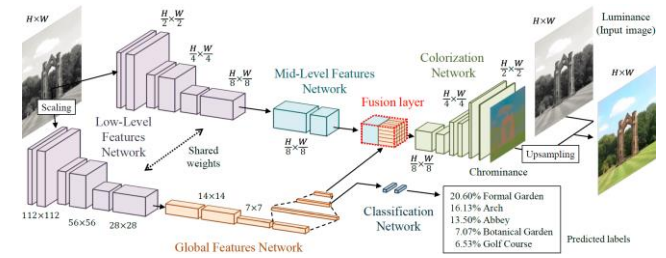 H×W
Scaling
H/2 × W/2
H/4 × W/4
H/8 × W/8
Low-Level
Features
Network
Shared
weights
112×112
56×56
28×28
14×14
7×7
Global Features Network
Mid-Level Features
Network
H/8 × W/8
Fusion layer
H/8 × W/8
Colorization
Network
H/4 × W/4
H/2 × W/2
Chrominance
H×W
Luminance
(Input image)
H×W
Upsampling
Classification
Network
20.60% Formal Garden
16.13% Arch
13.50% Abbey
7.07% Botanical Garden
6.53% Golf Course
Predicted labels